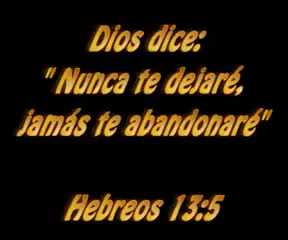 Dios dice:
" Nunca te dejaré,
jamás te abandonaré"
Hebreos 13:5